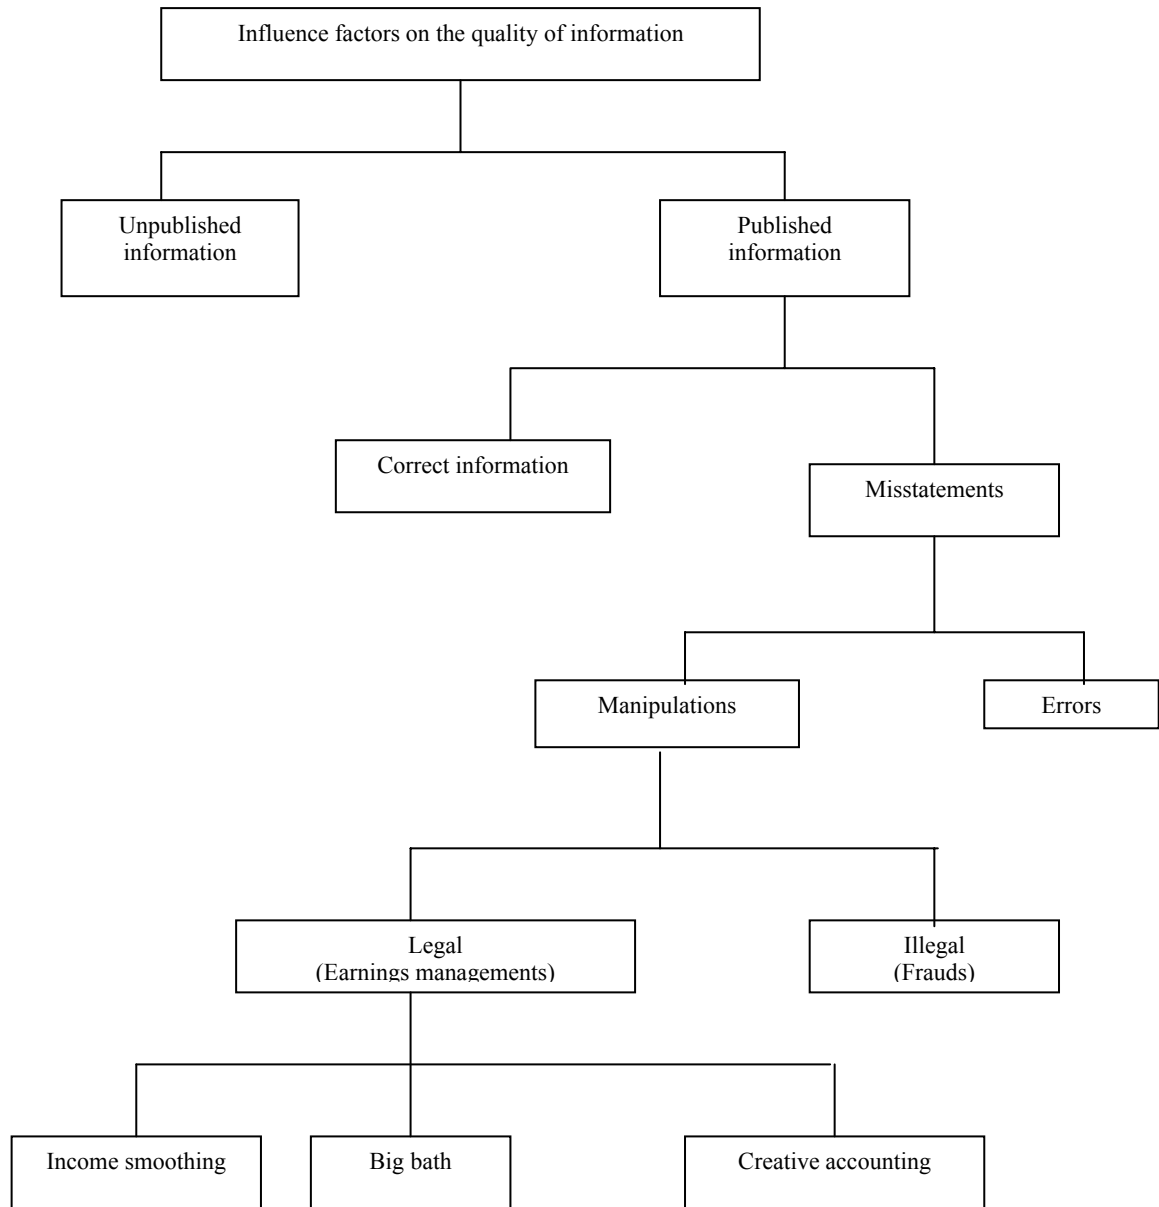 Influence factors on the quality of information
Unpublished
information
Published
information
Correct information
Misstatements
Manipulations
Errors
Legal
(Earnings managements)
Illegal
(Frauds)
Income smoothing
Big bath
Creative accounting